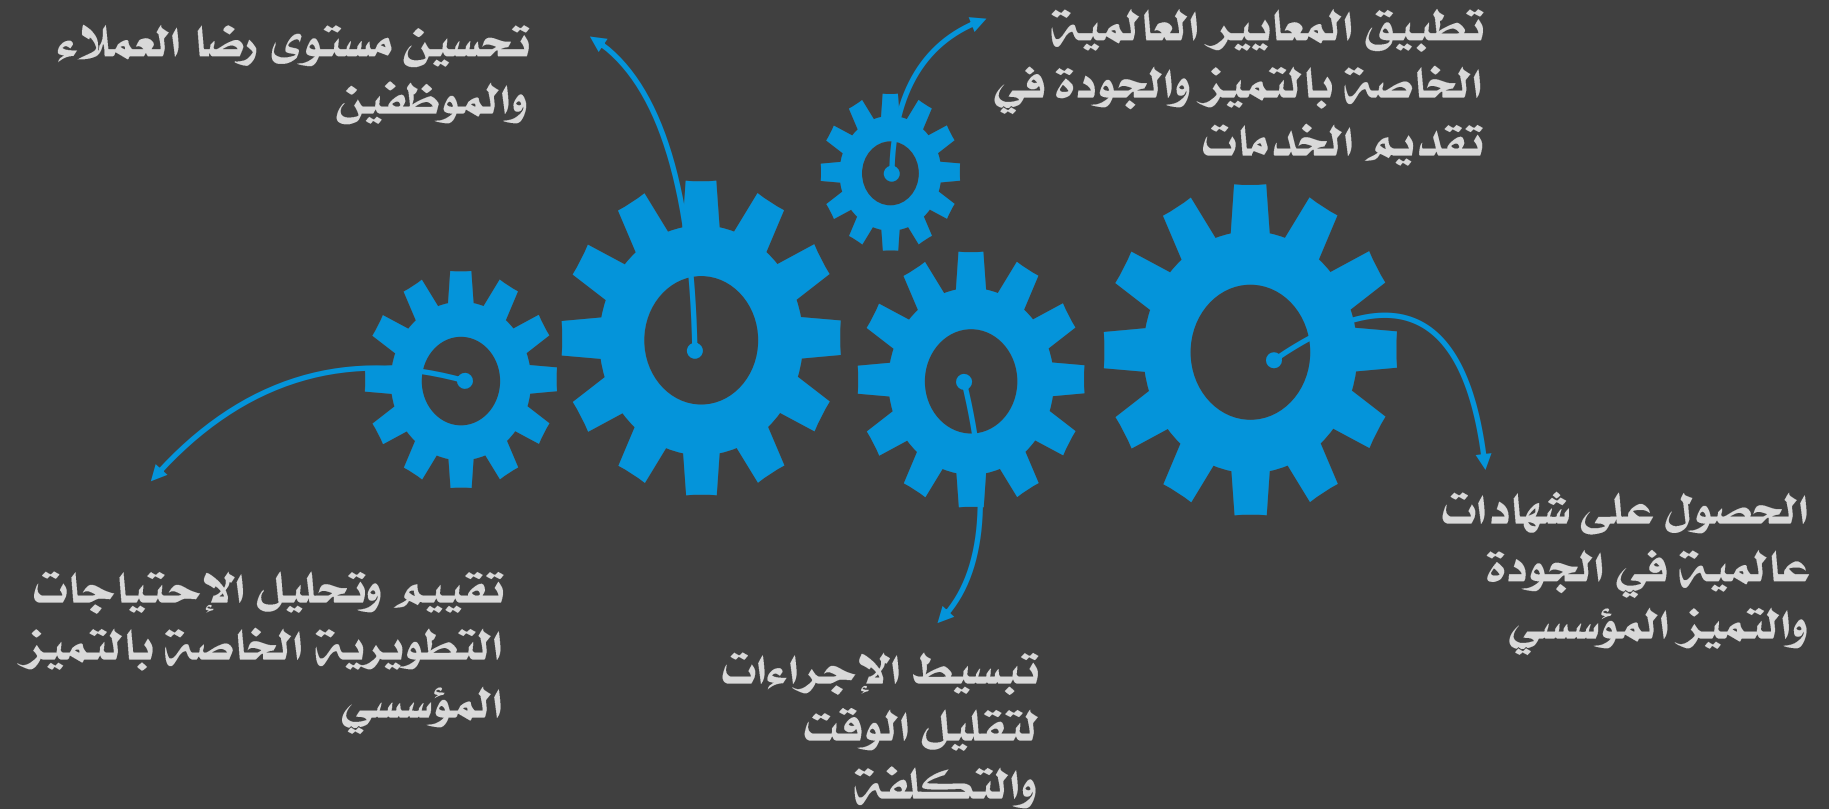 تطبيق المعايير العالمية
الخاصة بالتميز والجودة في
تقديم الخدمات
تحسين مستوى رضا العملاء
والموظفين
الحصول على شهادات
عالمية في الجودة
والتميز المؤسسي
تبسيط الإجراءات
لتقليل الوقت
والتكلفة
تقييم وتحليل الإحتياجات
التطويرية الخاصة بالتميز
المؤسسي